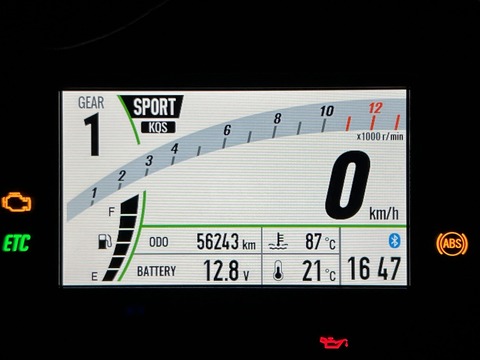 GEAR
1
SPORT
KQS
1 2 3 4 6 8 10 12
x1000 r/min
0
km/h
F
E
ODO 56243 km
87 °C
BATTERY 12.8 V
21 °C
16 47
ETC
ABS